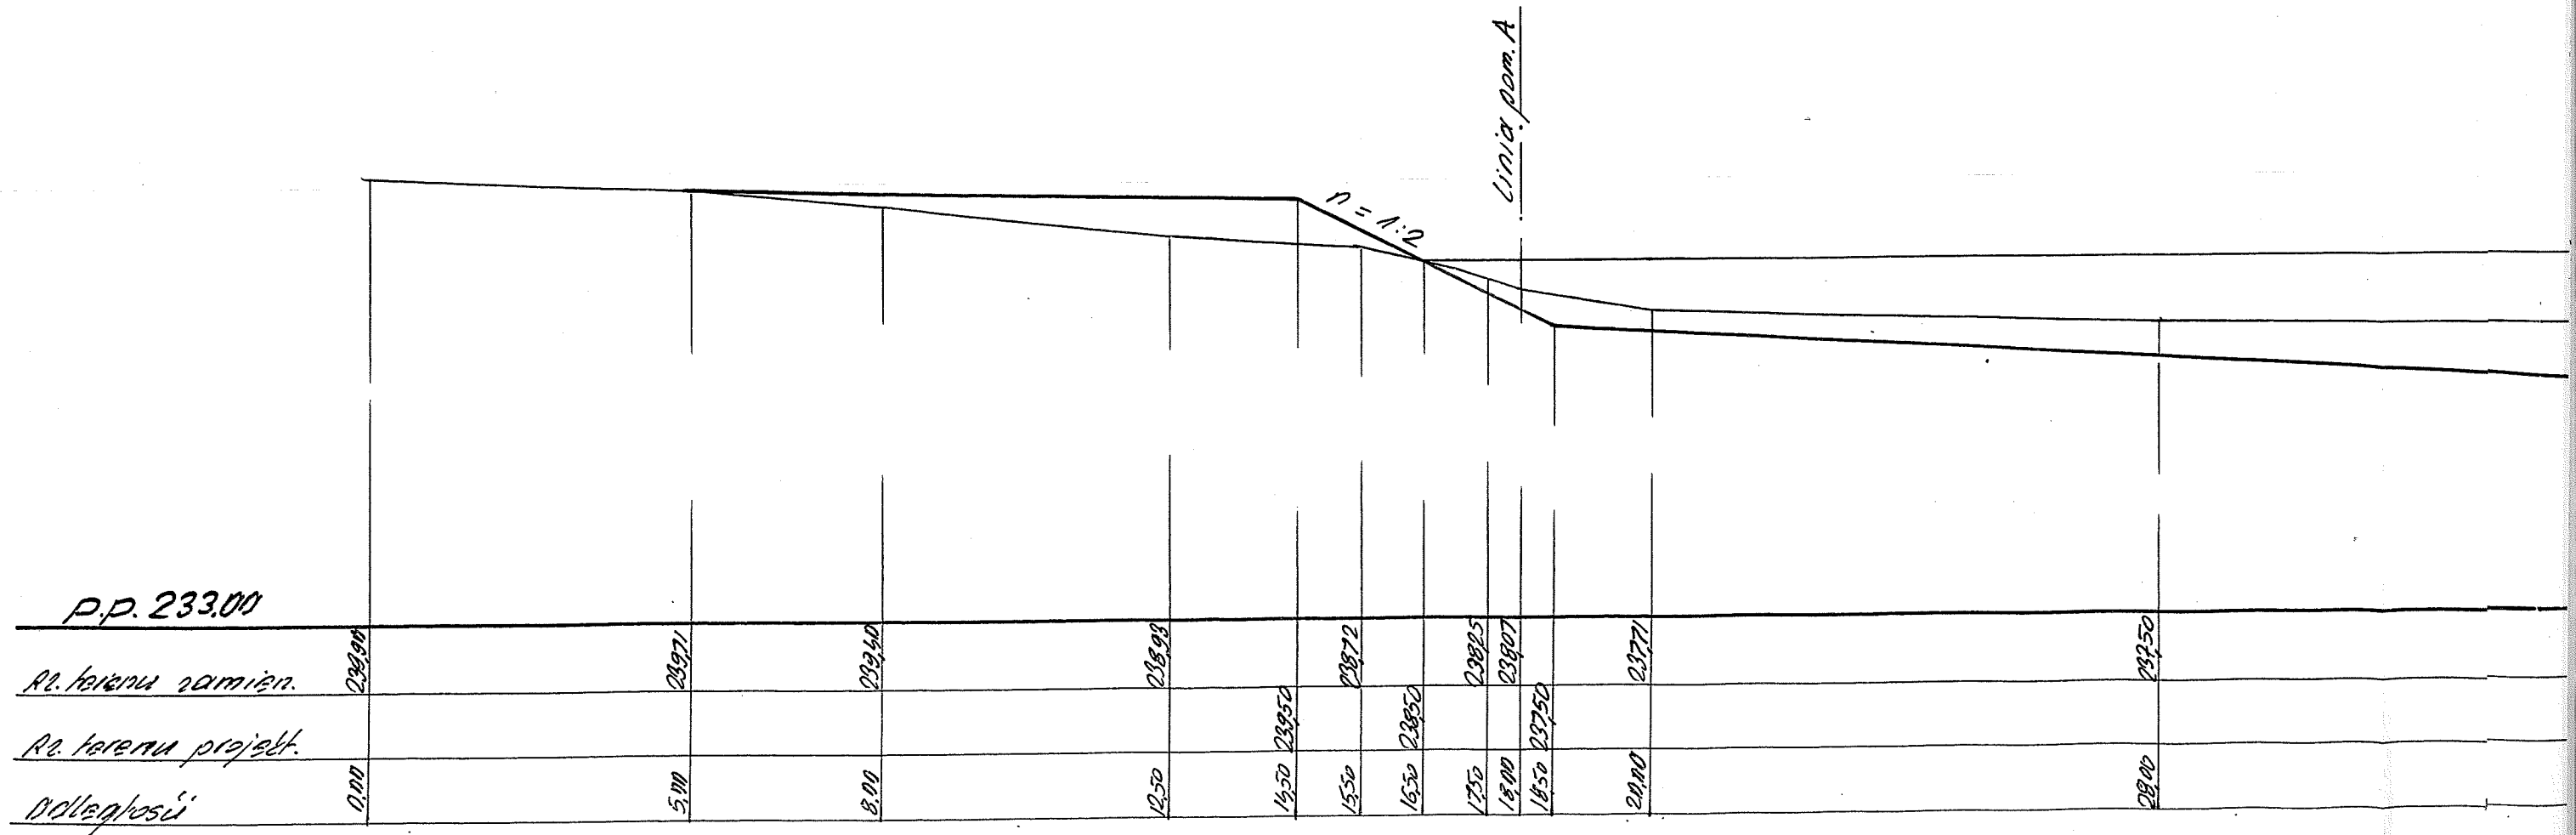 Linia pom. A
n = 1:2
p.p. 233.00
Rz. terenu zamien. 239,90 239,71 239,40 238,93 238,72 238,25 238,07 237,71 237,50
Rz. terenu projekt. 239,50 238,50 237,50
Odległości 0,00 5,00 8,00 12,50 14,50 15,50 16,50 17,50 18,00 18,50 20,00 28,00